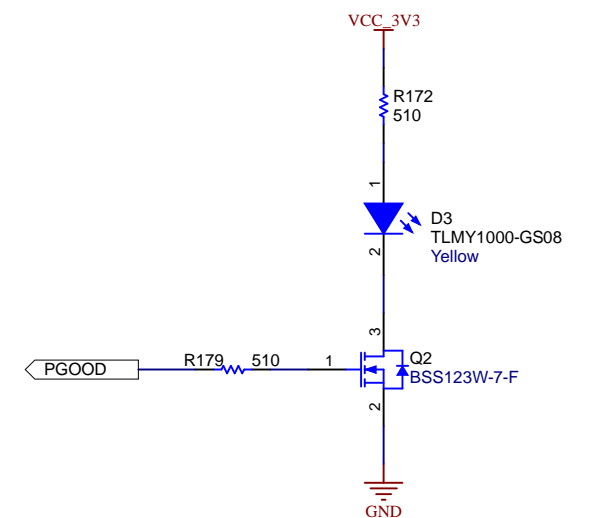 VCC_3V3
R172
510
1
D3
TLMY1000-GS08
Yellow
2
3
PGOOD
R179 510
1
Q2
BSS123W-7-F
2
GND